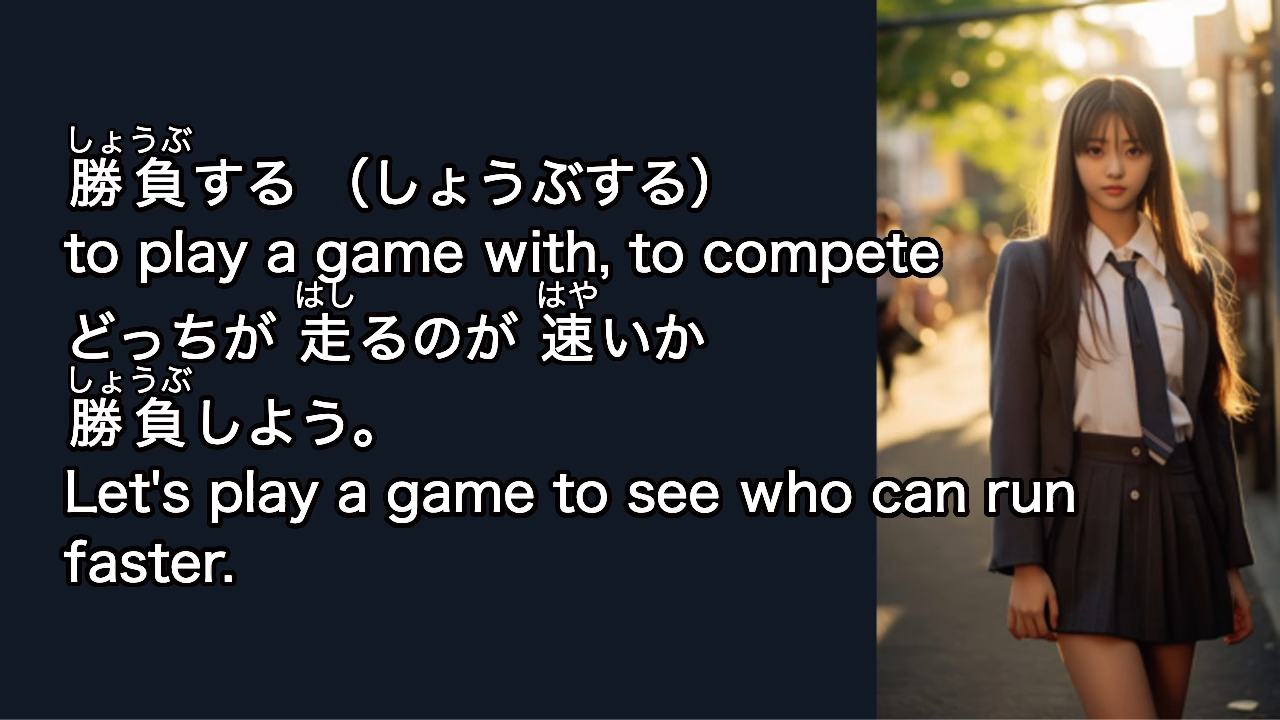 しょうぶ
勝負する （しょうぶする）
to play a game with, to compete
はし はや
どっちが 走るのが 速いか
しょうぶ
勝負しよう。
Let's play a game to see who can run
faster.